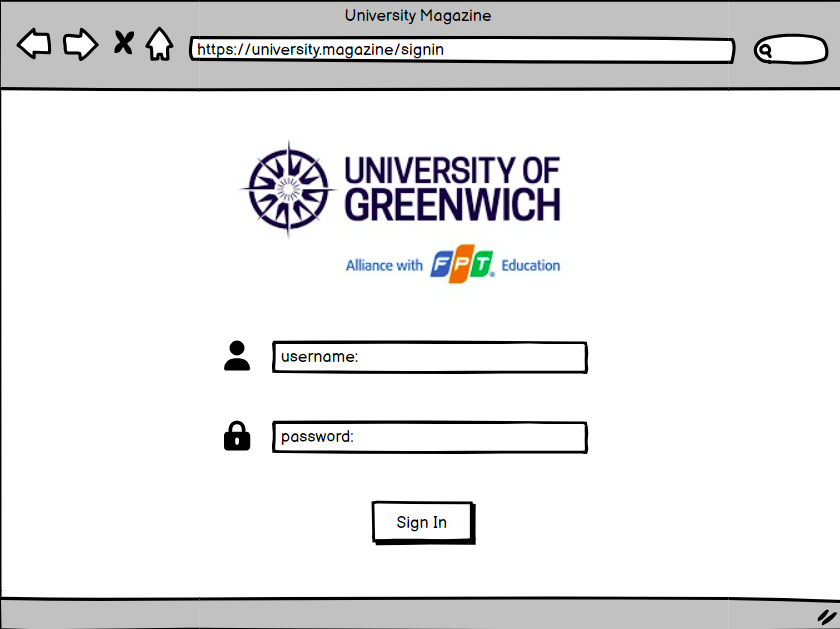 University Magazine
https://university.magazine/signin
UNIVERSITY OF
GREENWICH
Alliance with FPT® Education
username:
password:
Sign In